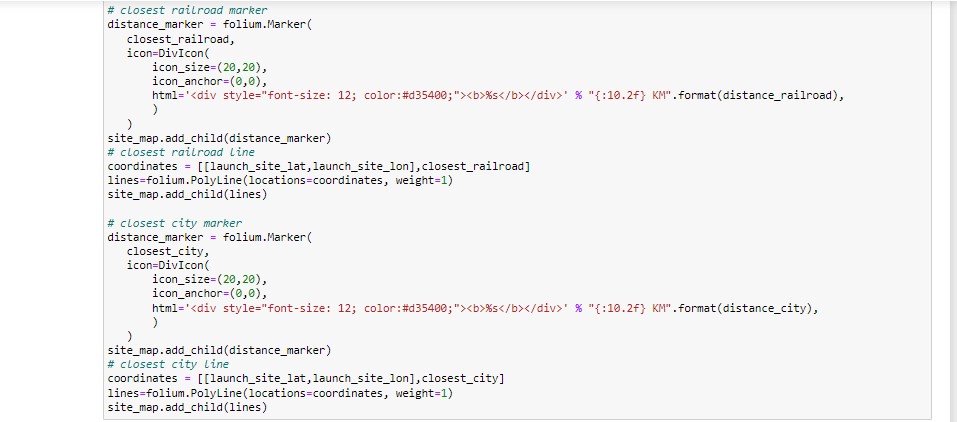 # closest railroad marker
distance_marker = folium.Marker(
   closest_railroad,
   icon=DivIcon(
       icon_size=(20,20),
       icon_anchor=(0,0),
       html='<div style="font-size: 12; color:#d35400;"><b>%s</b></div>' % "{:10.2f} KM".format(distance_railroad),
       )
   )
site_map.add_child(distance_marker)
# closest railroad line
coordinates = [[launch_site_lat,launch_site_lon],closest_railroad]
lines=folium.PolyLine(locations=coordinates, weight=1)
site_map.add_child(lines)

# closest city marker
distance_marker = folium.Marker(
   closest_city,
   icon=DivIcon(
       icon_size=(20,20),
       icon_anchor=(0,0),
       html='<div style="font-size: 12; color:#d35400;"><b>%s</b></div>' % "{:10.2f} KM".format(distance_city),
       )
   )
site_map.add_child(distance_marker)
# closest city line
coordinates = [[launch_site_lat,launch_site_lon],closest_city]
lines=folium.PolyLine(locations=coordinates, weight=1)
site_map.add_child(lines)